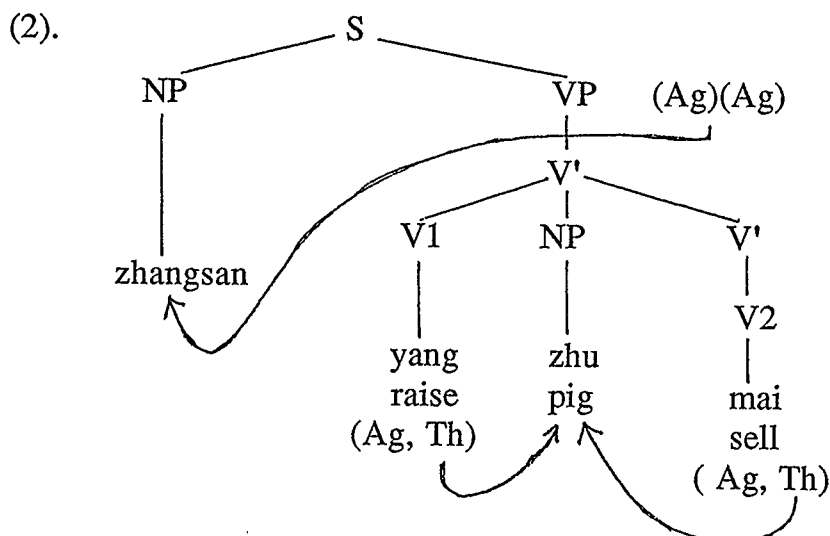 (2).
S
NP VP (Ag)(Ag)
V'
V1 NP V'
zhangsan
V2
yang zhu
raise pig mai
(Ag, Th) sell
( Ag, Th)